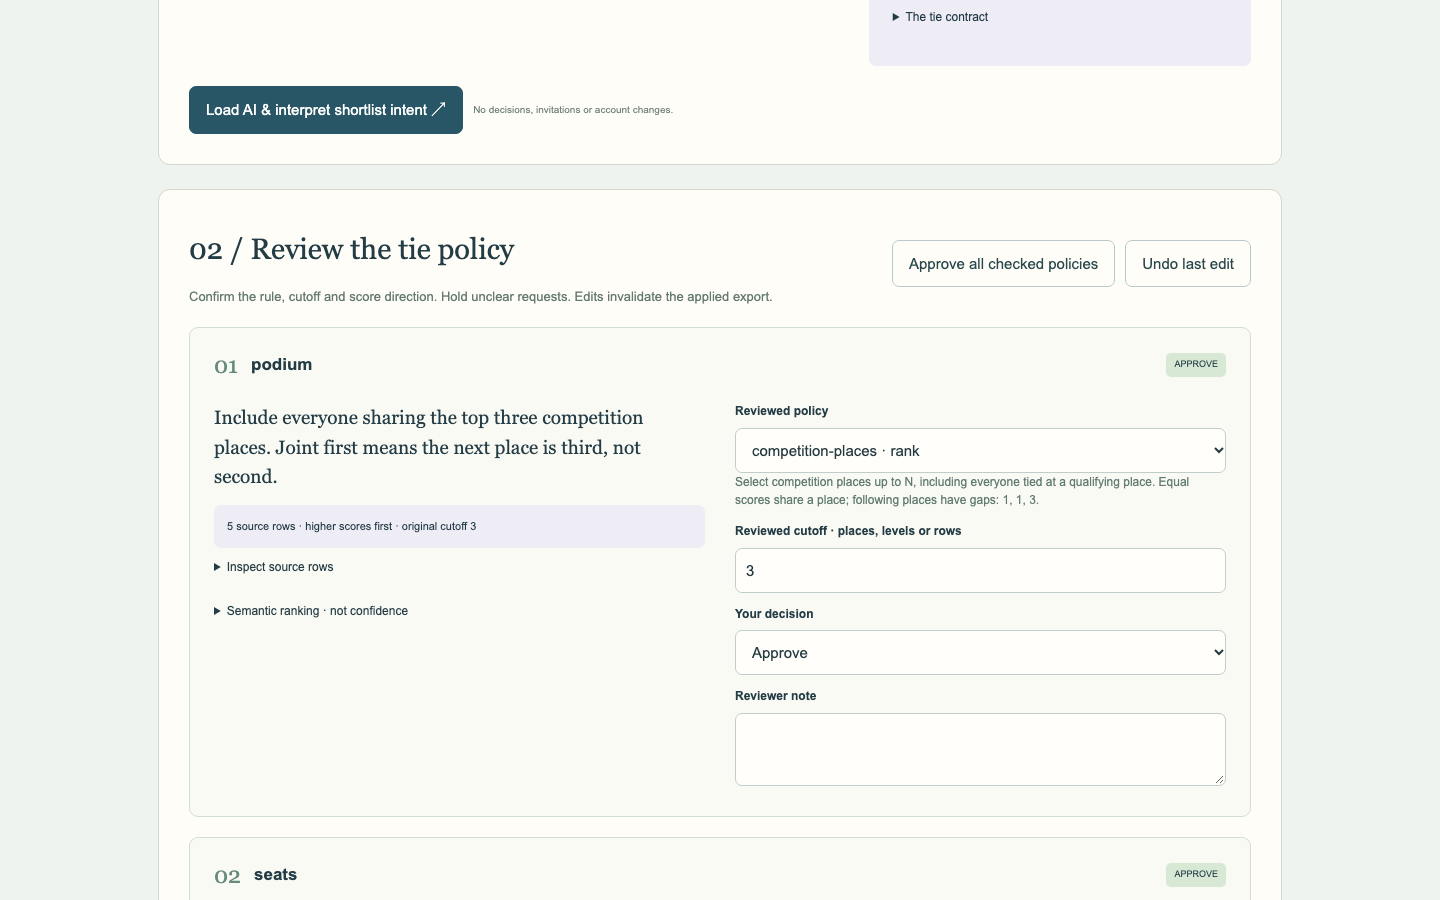 ▶ The tie contract
Load AI & interpret shortlist intent ↗
No decisions, invitations or account changes.
02 / Review the tie policy
Approve all checked policies
Undo last edit
Confirm the rule, cutoff and score direction. Hold unclear requests. Edits invalidate the applied export.
01 podium
APPROVE
Include everyone sharing the top three competition
places. Joint first means the next place is third, not
second.
5 source rows · higher scores first · original cutoff 3
▶ Inspect source rows
▶ Semantic ranking · not confidence
Reviewed policy
competition-places · rank
Select competition places up to N, including everyone tied at a qualifying place. Equal
scores share a place; following places have gaps: 1, 1, 3.
Reviewed cutoff · places, levels or rows
3
Your decision
Approve
Reviewer note
02 seats
APPROVE